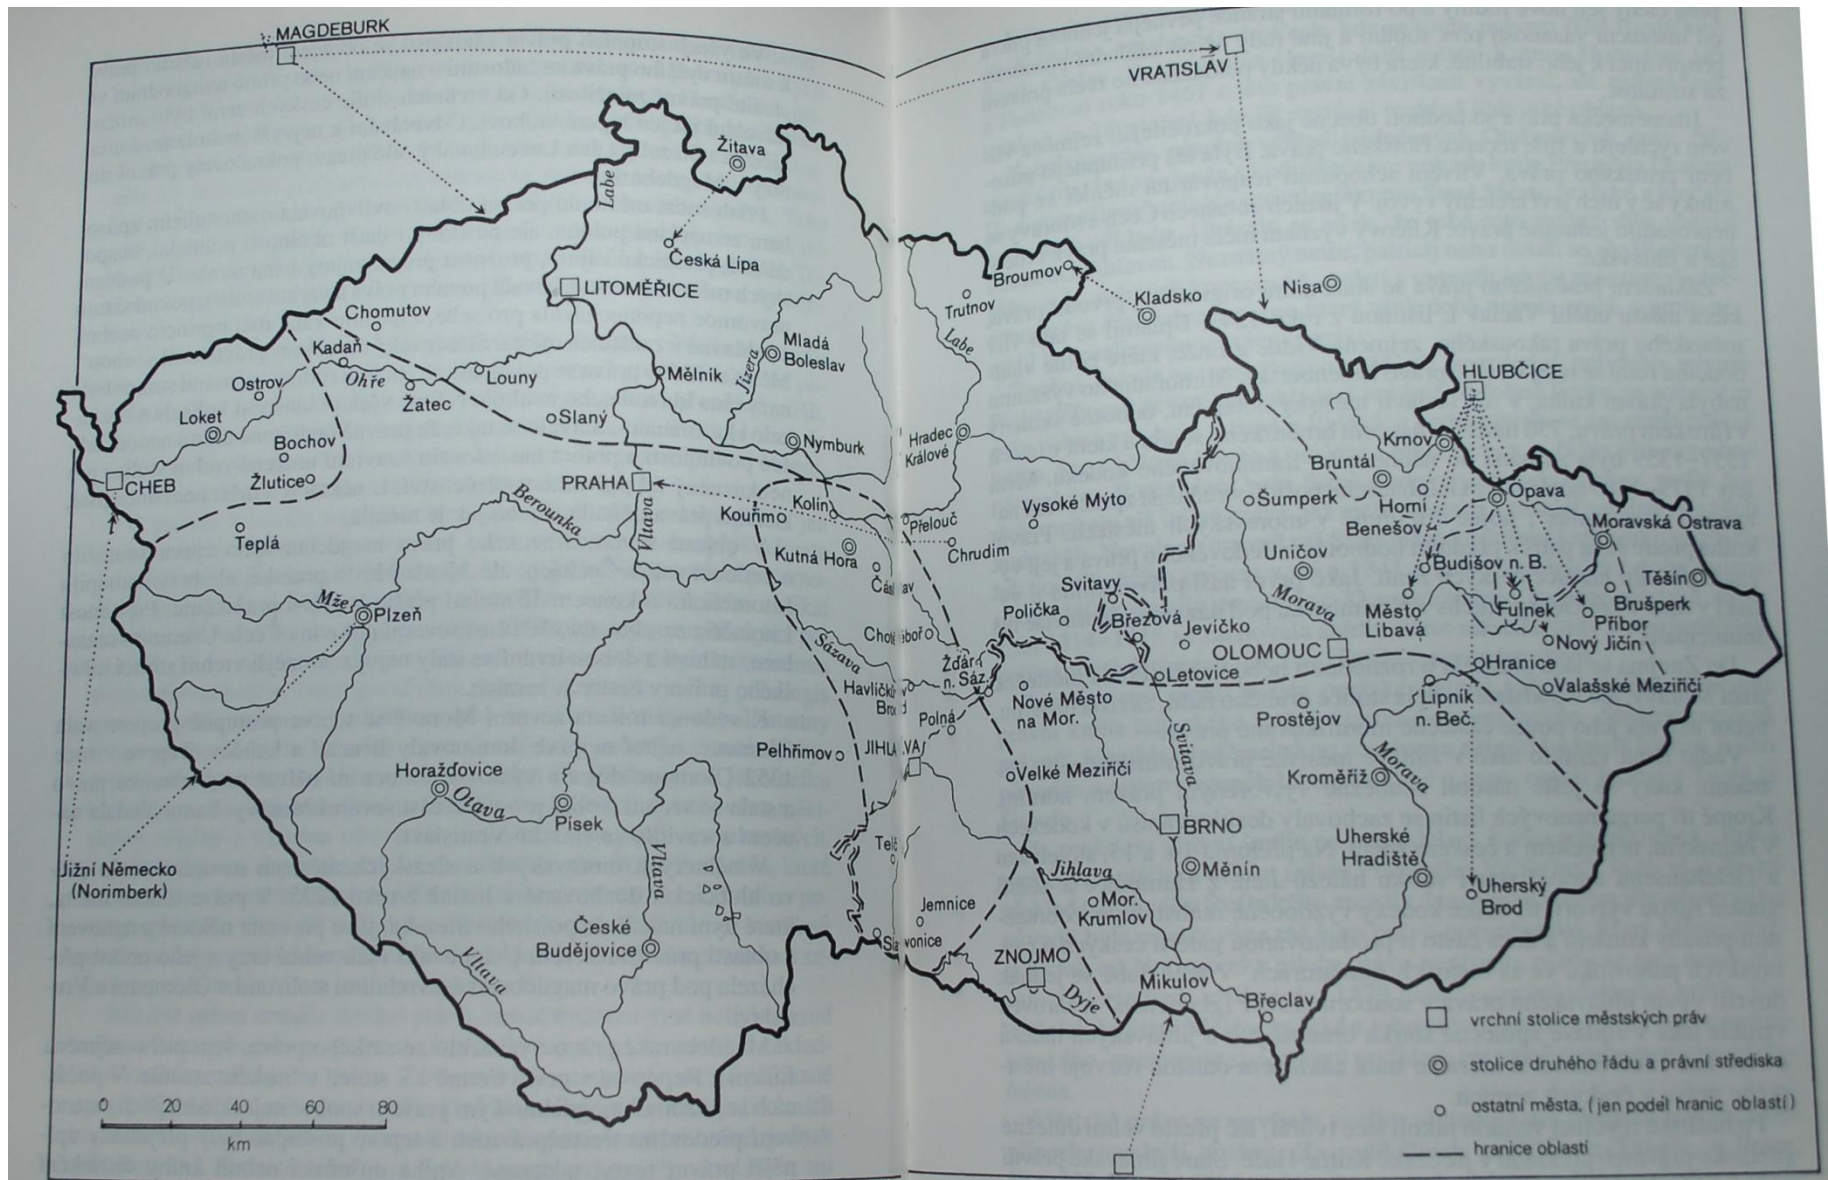 MAGDEBURK
VRATISLAV
Žitava
Labe
Česká Lípa
LITOMĚŘICE
Broumov
Kladsko
Nisa
Trutnov
Labe
Chomutov
Kadaň
Ohře
Ostrov
Loket
Žatec
Louny
Mělník
Jizera
Mladá
Boleslav
Slaný
Nymburk
Hradec
Králové
HLUBČICE
Krnov
Bruntál
Horní
Benešov
Opava
Moravská Ostrava
Bochov
Žlutice
CHEB
Teplá
Berounka
PRAHA
Vltava
Kouřim
Kolín
Kutná Hora
Přelouč
Chrudim
Vysoké Mýto
Šumperk
Uničov
Budišov n. B.
Těšín
Brušperk
Příbor
Fulnek
Nový Jičín
Město
Libavá
Morava
Svitavy
Polička
Březová
Jevíčko
OLOMOUC
Hranice
Letovice
Lipník
n. Beč.
Valašské Meziříčí
Mže
Plzeň
Sázava
Žďár
n. Sáz.
Nové Město
na Mor.
Polná
Prostějov
Svitava
Morava
Kroměříž
Pelhřimov
JIHLAVA
Velké Meziříčí
Horažďovice
Otava
Písek
BRNO
Uherské
Hradiště
Měnín
Jihlava
Mor.
Krumlov
Uherský
Brod
Jižní Německo
(Norimberk)
Vltava
České
Budějovice
Vltava
Jemnice
ZNOJMO
Dyje
Mikulov
Břeclav
0 20 40 60 80
km
vrchní stolice městských práv
stolice druhého řádu a právní střediska
ostatní města. (jen podél hranic oblastí)
hranice oblastí